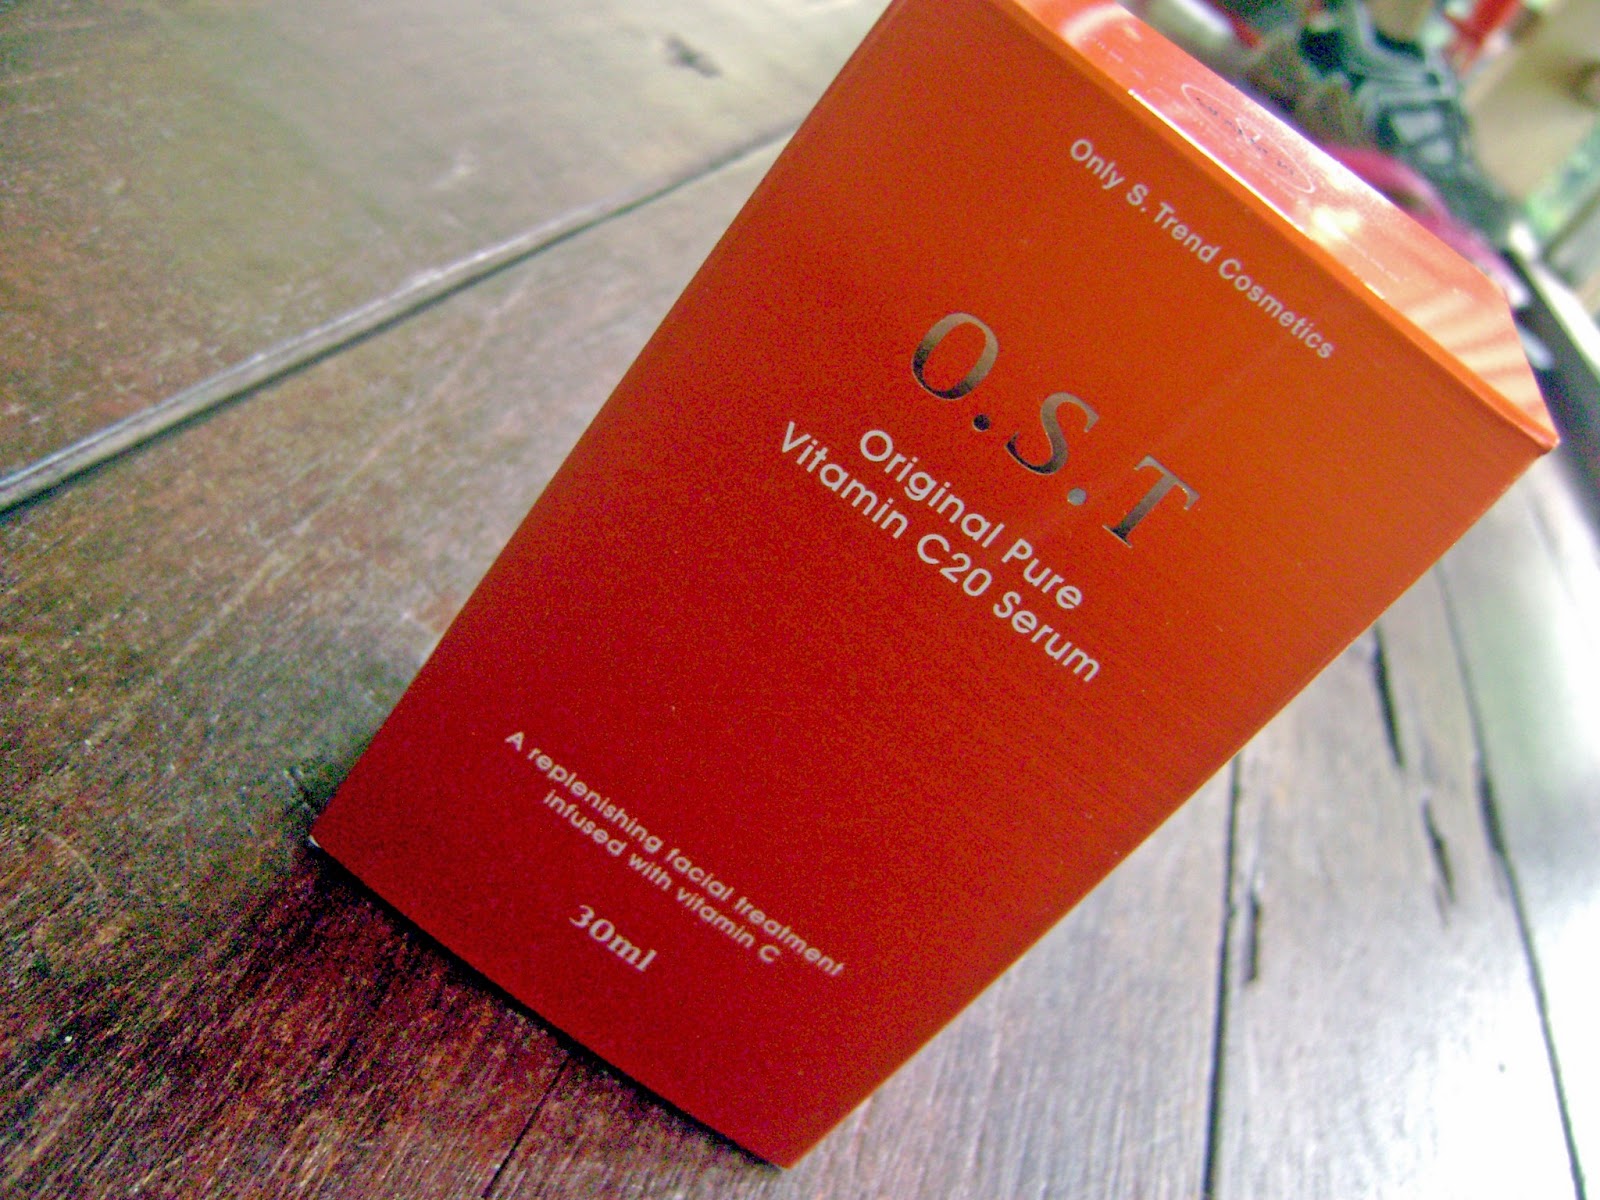 Only S. Trend Cosmetics
O.S.T
Original Pure
Vitamin C20 Serum
A replenishing facial treatment
infused with vitamin C
30ml